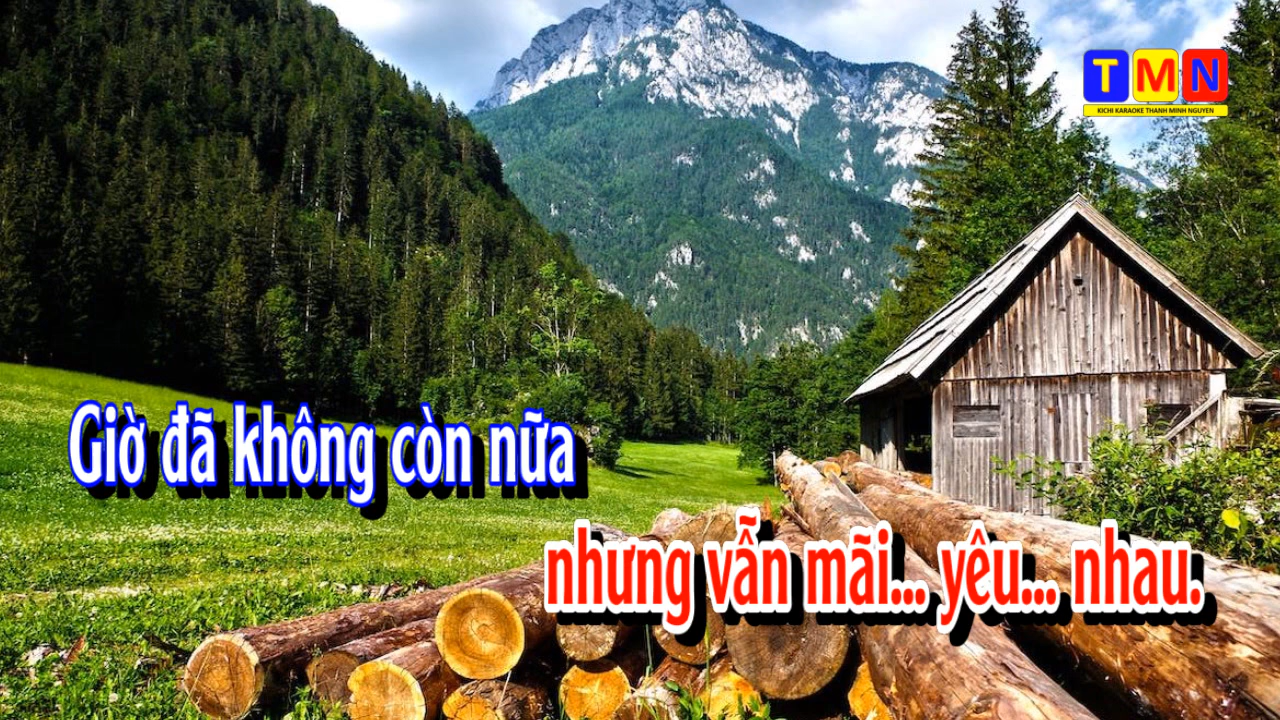 TMN
KICHI KARAOKE THANH MINH NGUYEN
Giờ đã không còn nữa
nhưng vẫn mãi... yêu... nhau.